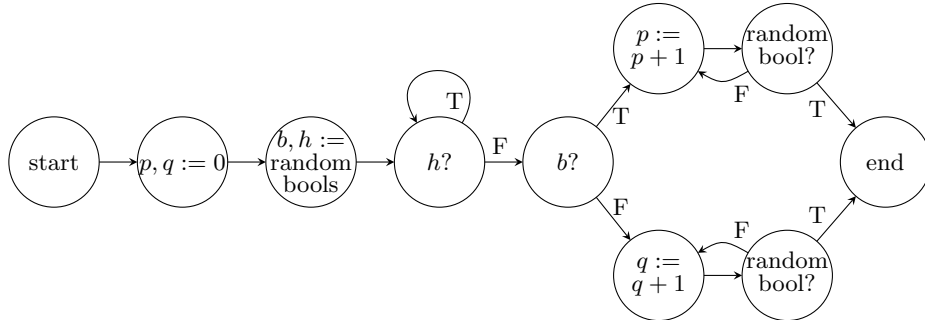 start
p, q := 0
b, h :=
random
bools
h?
T
F
b?
T
F
p :=
p + 1
random
bool?
F
T
q :=
q + 1
random
bool?
F
T
end